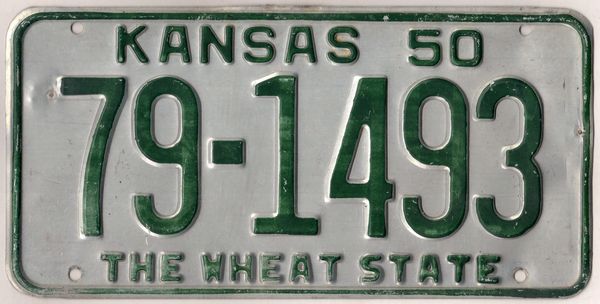 KANSAS 50
79-1493
THE WHEAT STATE